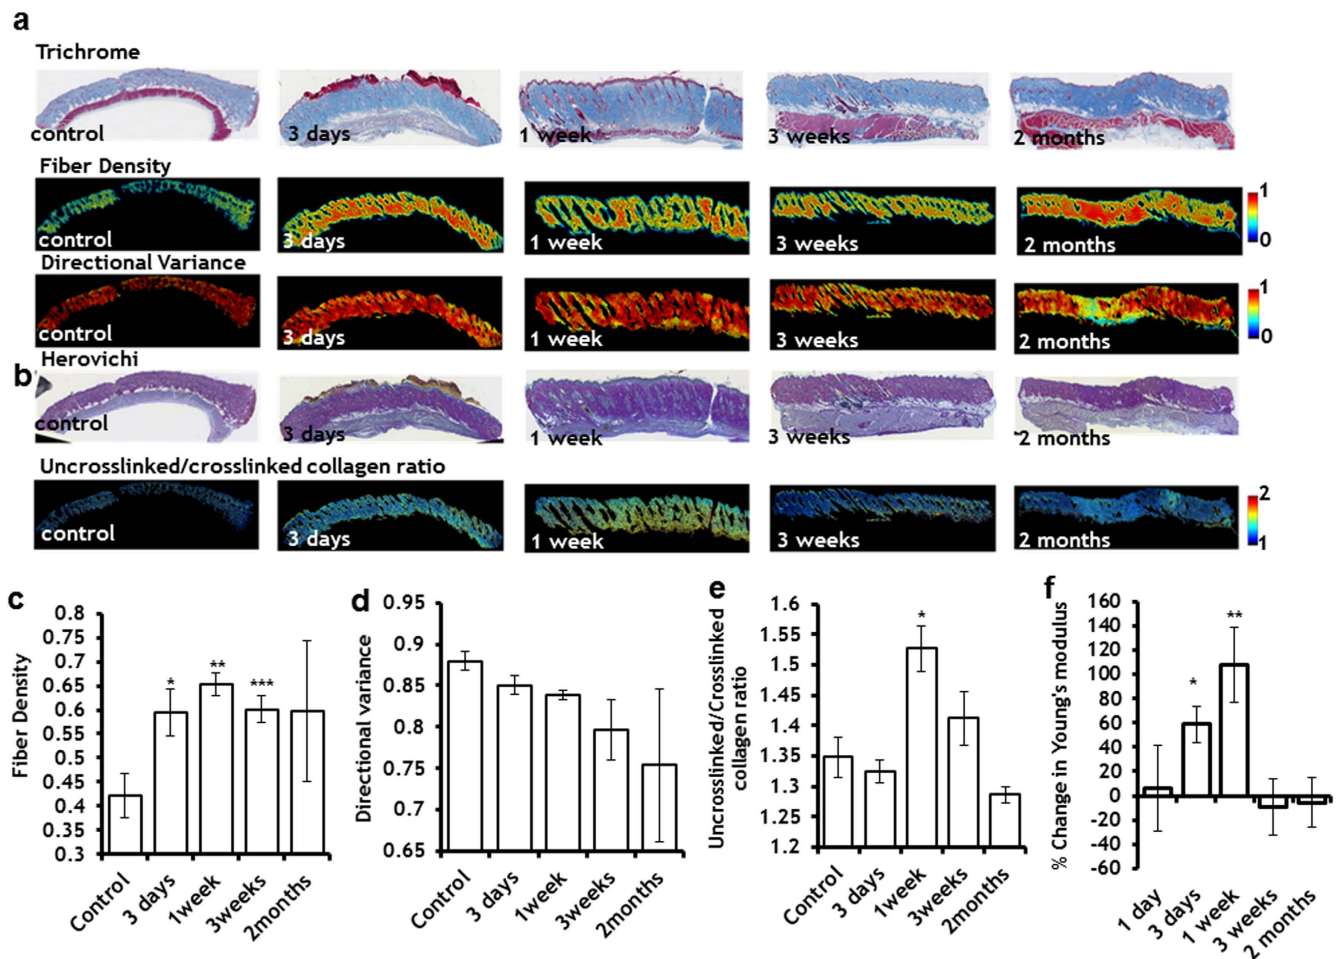 a
Trichrome
control 3 days 1 week 3 weeks 2 months
Fiber Density
control 3 days 1 week 3 weeks 2 months
1
0
Directional Variance
control 3 days 1 week 3 weeks 2 months
1
0
b
Herovichi
control 3 days 1 week 3 weeks 2 months
Uncrosslinked/crosslinked collagen ratio
control 3 days 1 week 3 weeks 2 months
2
1
c
Fiber Density
0.8
0.75
0.7
0.65
0.6
0.55
0.5
0.45
0.4
0.35
0.3
* ** ***
Control 3 days 1week 3weeks 2months
d
Directional variance
0.95
0.9
0.85
0.8
0.75
0.7
0.65
Control 3 days 1week 3weeks 2months
e
Uncrosslinked/Crosslinked
collagen ratio
1.6
1.55
1.5
1.45
1.4
1.35
1.3
1.25
1.2
*
Control 3 days 1week 3weeks 2months
f
% Change in Young's modulus
160
140
120
100
80
60
40
20
0
-20
-40
-60
* **
1 day 3 days 1 week 3 weeks 2 months